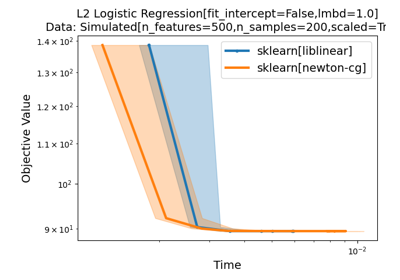 L2 Logistic Regression[fit_intercept=False,lmbd=1.0]
Data: Simulated[n_features=500,n_samples=200,scaled=Tr
1.4 × 10²
1.3 × 10²
1.2 × 10²
1.1 × 10²
10²
9 × 10¹
Objective Value
sklearn[liblinear]
sklearn[newton-cg]
10⁻²
Time